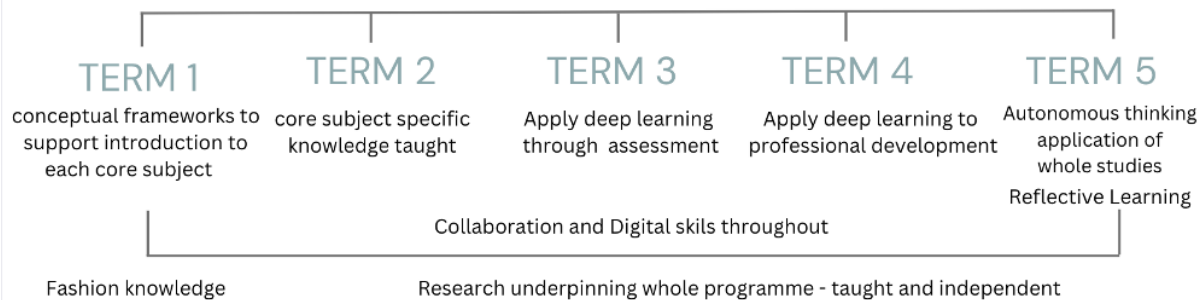 TERM 1
conceptual frameworks to
support introduction to
each core subject
TERM 2
core subject specific
knowledge taught
TERM 3
Apply deep learning
through assessment
TERM 4
Apply deep learning to
professional development
TERM 5
Autonomous thinking
application of
whole studies
Reflective Learning
Collaboration and Digital skils throughout
Fashion knowledge
Research underpinning whole programme - taught and independent